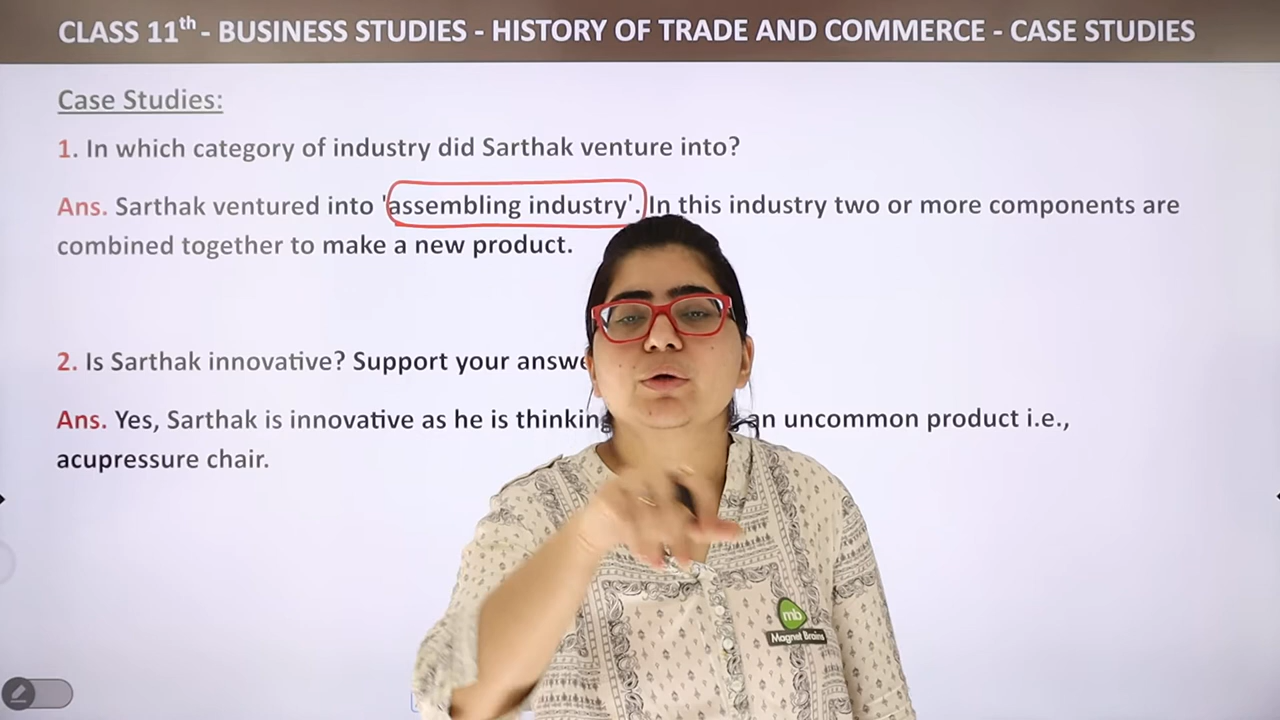 CLASS 11th - BUSINESS STUDIES - HISTORY OF TRADE AND COMMERCE - CASE STUDIES
Case Studies:
1. In which category of industry did Sarthak venture into?
Ans. Sarthak ventured into 'assembling industry'. In this industry two or more components are
combined together to make a new product.
2. Is Sarthak innovative? Support your
Ans. Yes, Sarthak is innovative as he is an uncommon product i.e.,
acupressure chair.
mb
Magnet Brains